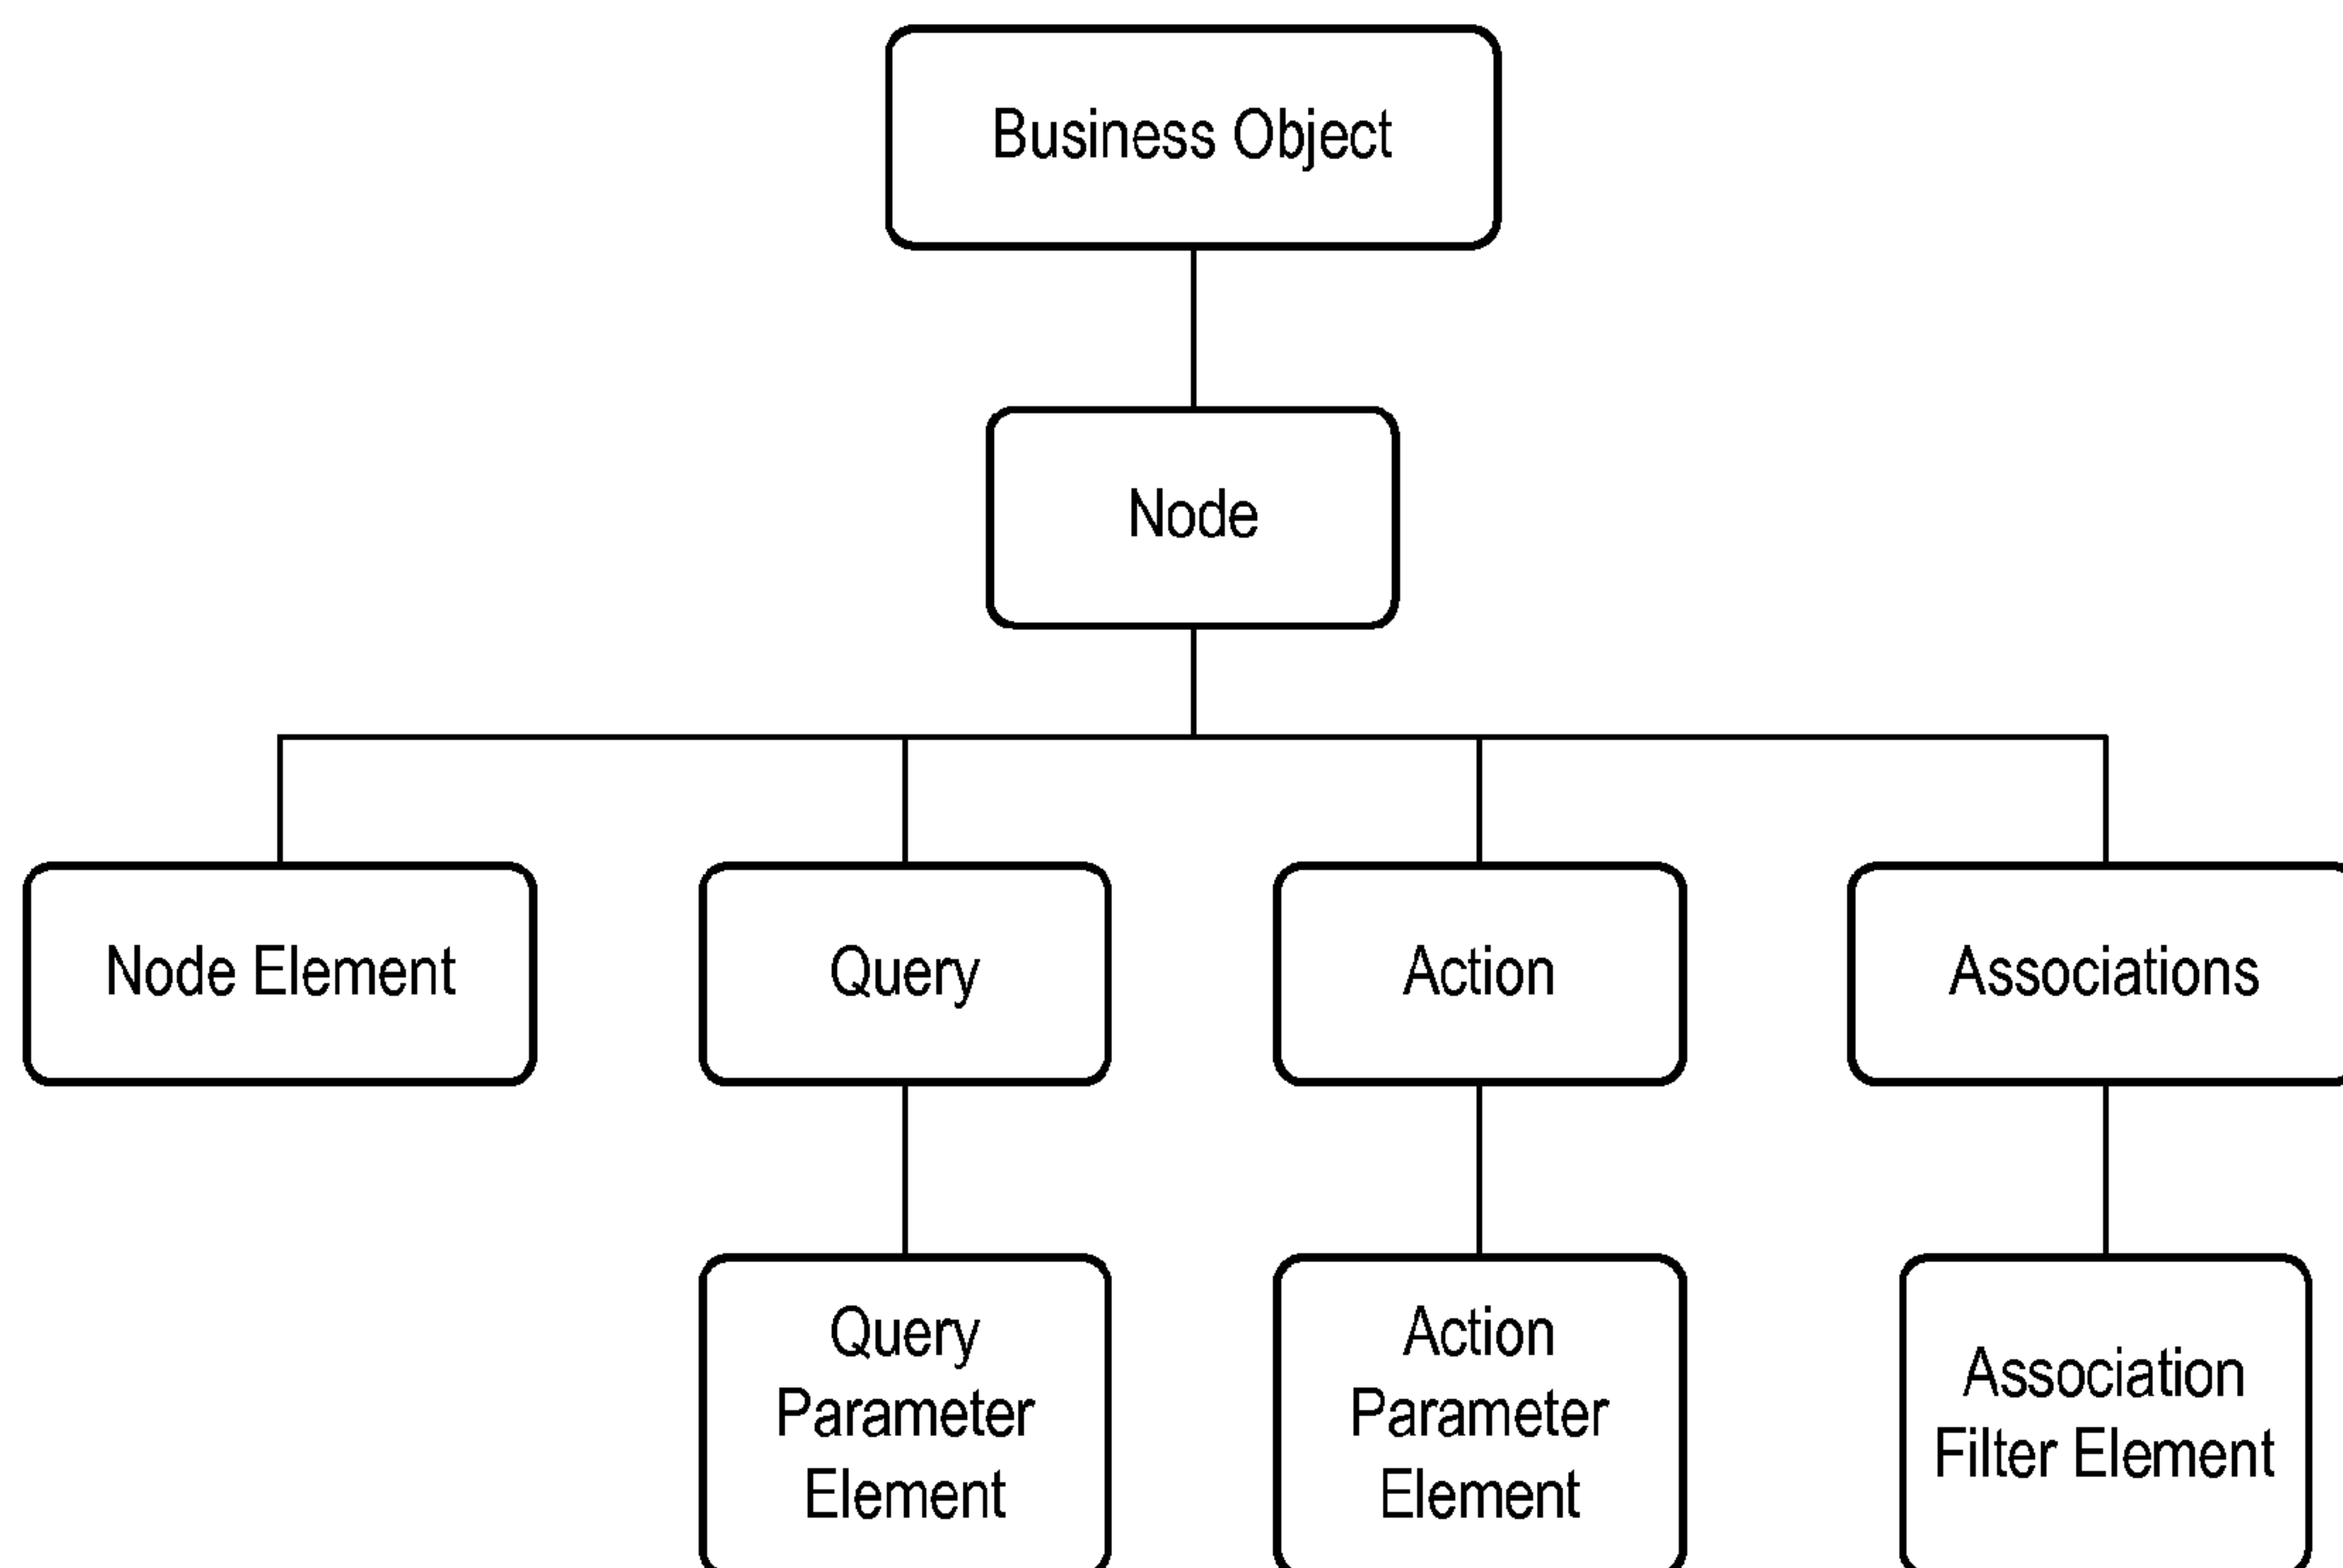 Business Object
Node
Node Element
Query
Action
Associations
Query
Parameter
Element
Action
Parameter
Element
Association
Filter Element